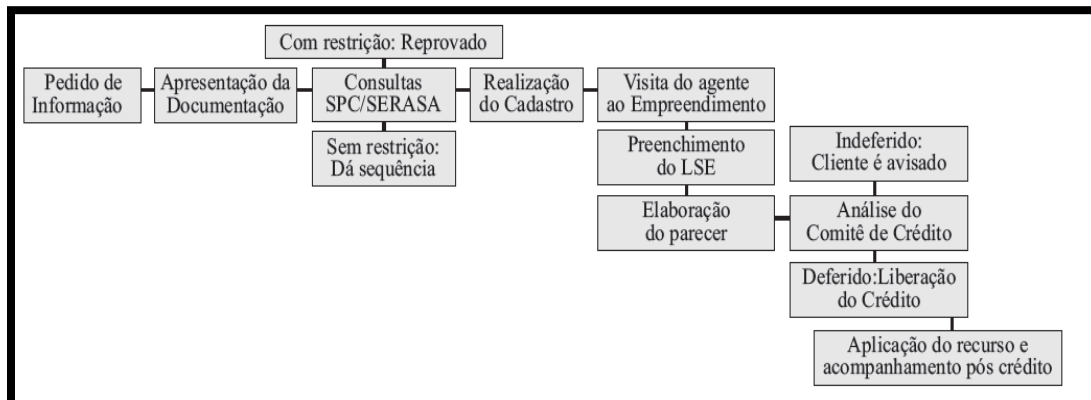 Com restrição: Reprovado
Pedido de
Informação
Apresentação da
Documentação
Consultas
SPC/SERASA
Realização
do Cadastro
Visita do agente
ao Empreendimento
Sem restrição:
Dá sequência
Preenchimento
do LSE
Indeferido:
Cliente é avisado
Elaboração
do parecer
Análise do
Comitê de Crédito
Deferido:Liberação
do Crédito
Aplicação do recurso e
acompanhamento pós crédito